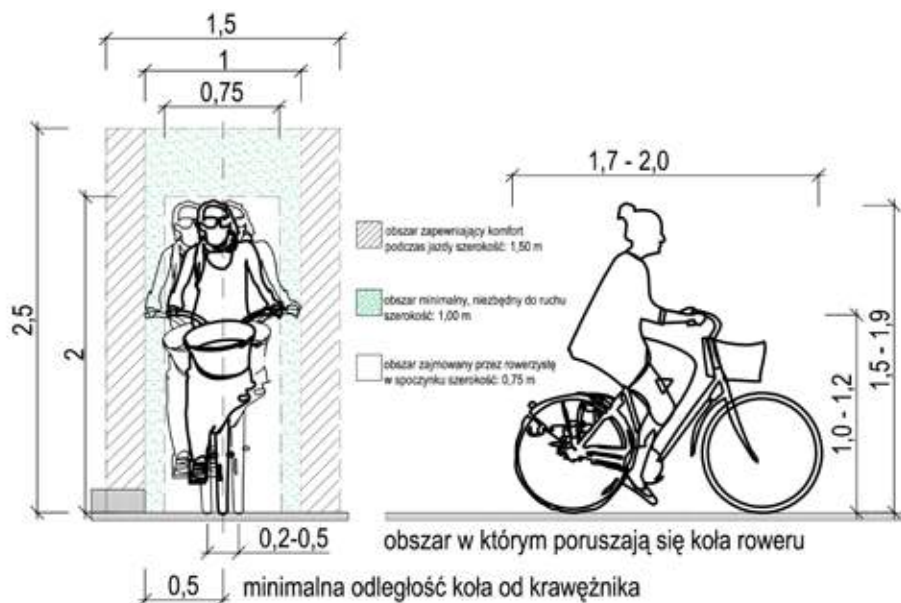 1,5
1
0,75
2,5
2
1,7 - 2,0
obszar zapewniający komfort
podczas jazdy szerokość: 1,50 m
obszar minimalny, niezbędny do ruchu
szerokość: 1,00 m
obszar zajmowany przez rowerzystę
w spoczynku szerokość: 0,75 m
1,0 - 1,2
1,5 - 1,9
0,2-0,5
obszar w którym poruszają się koła roweru
0,5
minimalna odległość koła od krawężnika